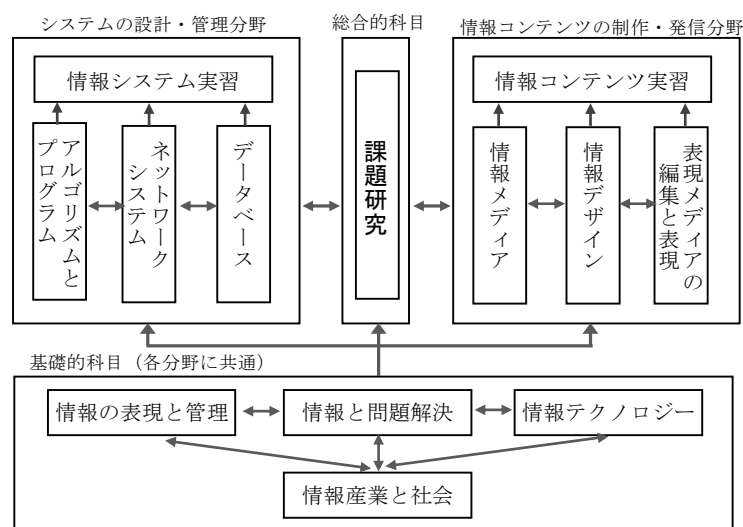 システムの設計・管理分野
総合的科目
情報コンテンツの制作・発信分野
情報システム実習
アルゴリズムと
プログラム
ネットワーク
システム
データベース
課題研究
情報コンテンツ実習
情報メディア
情報デザイン
表現メディアの
編集と表現
基礎的科目（各分野に共通）
情報の表現と管理
情報と問題解決
情報テクノロジー
情報産業と社会